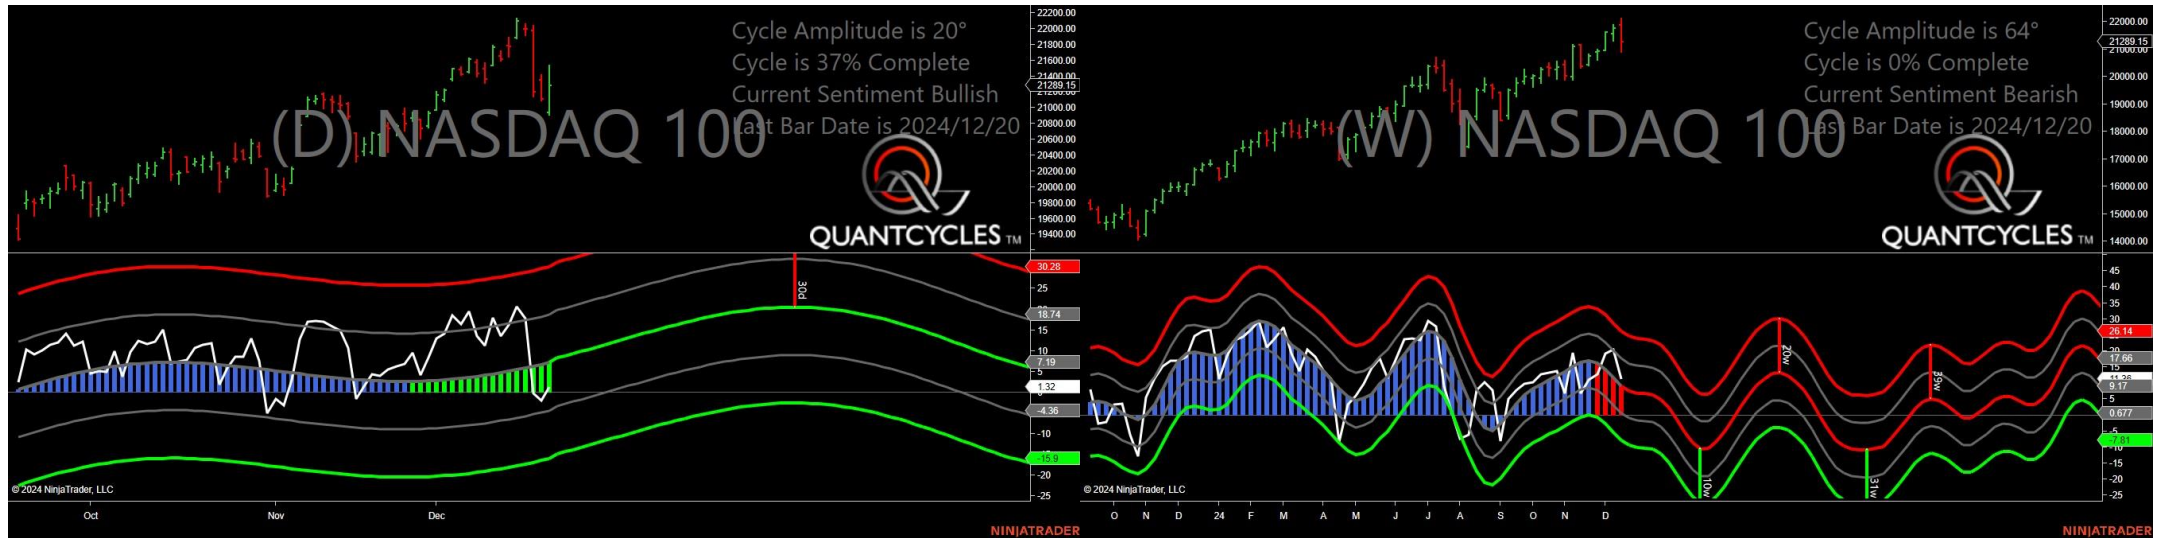 Cycle Amplitude is 20°
Cycle is 37% Complete
Current Sentiment Bullish
Last Bar Date is 2024/12/20
(D) NASDAQ 100
QUANTCYCLES TM
22200.00
22000.00
21800.00
21600.00
21400.00
21289.15
21000.00
20800.00
20600.00
20400.00
20200.00
20000.00
19800.00
19600.00
19400.00
30.28
25
18.74
15
10
7.19
5
1.32
-4.36
-10
-15.9
-20
-25
30d
© 2024 NinjaTrader, LLC
Oct
Nov
Dec
NINJATRADER
Cycle Amplitude is 64°
Cycle is 0% Complete
Current Sentiment Bearish
Last Bar Date is 2024/12/20
(W) NASDAQ 100
QUANTCYCLES TM
22000.00
21289.15
21000.00
20000.00
19000.00
18000.00
17000.00
16000.00
15000.00
14000.00
45
40
35
30
26.14
20
17.66
15
9.17
5
0.677
-5
-7.81
-10
-15
-20
-25
20w
39w
10w
31w
© 2024 NinjaTrader, LLC
O N D 24 F M A M J J A S O N D
NINJATRADER